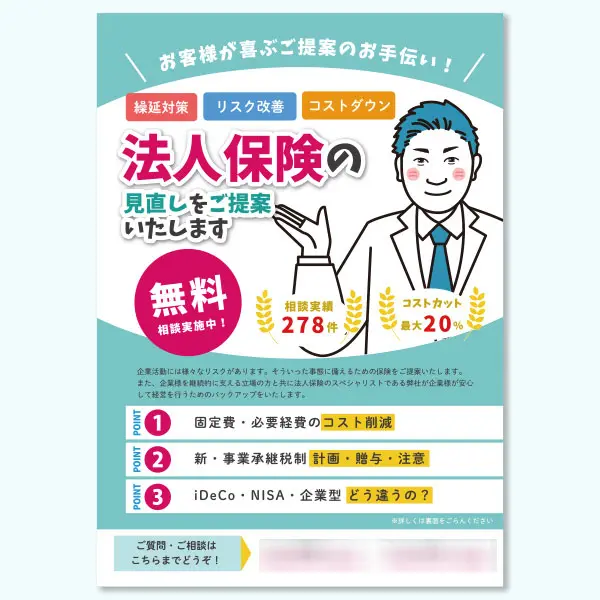 お客様が喜ぶご提案のお手伝い！
繰延対策 リスク改善 コストダウン
法人保険の
見直しをご提案
いたします
無料
相談実施中！
相談実績
278件
コストカット
最大20%
企業活動には様々なリスクがあります。そういった事態に備えるための保険をご提案いたします。
また、企業様を継続的に支える立場の方と共に法人保険のスペシャリストである弊社が企業様が安心
して経営を行うためのバックアップをいたします。
POINT 1 固定費・必要経費のコスト削減
POINT 2 新・事業承継税制 計画・贈与・注意
POINT 3 iDeCo・NISA・企業型 どう違うの？
※詳しくは裏面をごらんください
ご質問・ご相談は
こちらまでどうぞ！